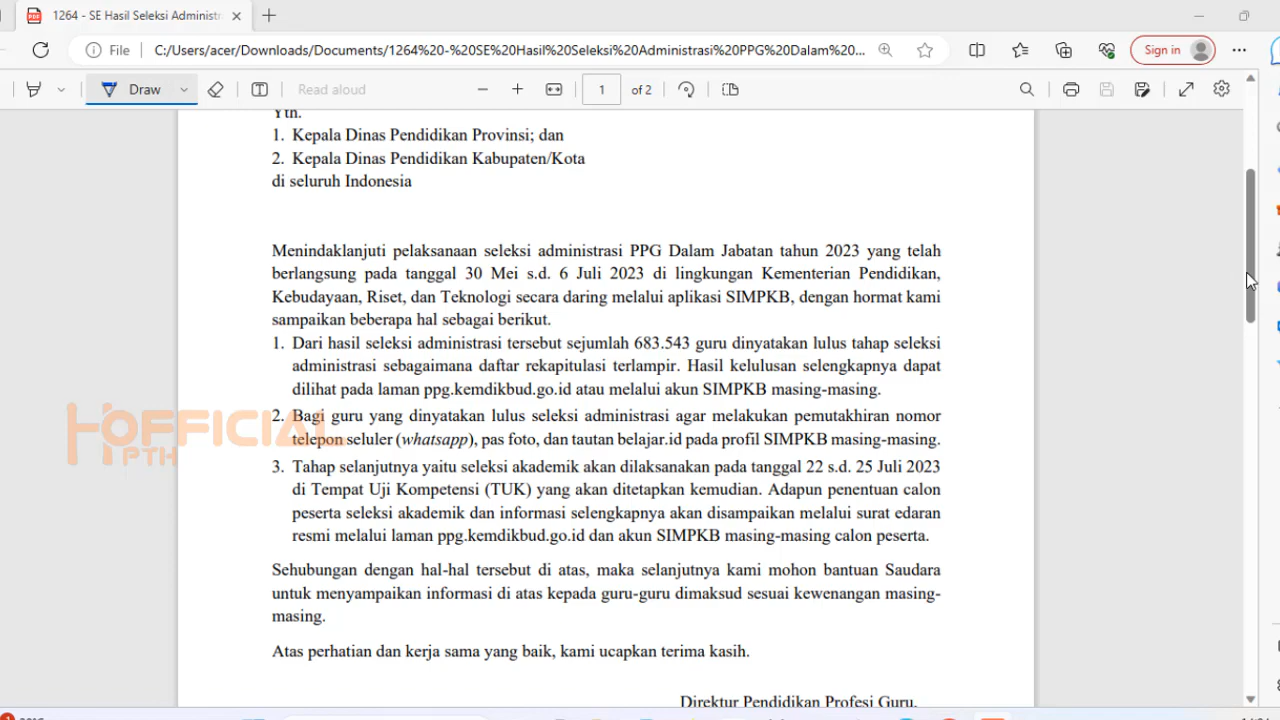 1264 - SE Hasil Seleksi Administr
File C:/Users/acer/Downloads/Documents/1264%20-%20SE%20Hasil%20Seleksi%20Administrasi%20PPG%20Dalam%20... Sign in
Draw Read aloud 1 of 2
Yth.
1. Kepala Dinas Pendidikan Provinsi; dan
2. Kepala Dinas Pendidikan Kabupaten/Kota
di seluruh Indonesia
Menindaklanjuti pelaksanaan seleksi administrasi PPG Dalam Jabatan tahun 2023 yang telah
berlangsung pada tanggal 30 Mei s.d. 6 Juli 2023 di lingkungan Kementerian Pendidikan,
Kebudayaan, Riset, dan Teknologi secara daring melalui aplikasi SIMPKB, dengan hormat kami
sampaikan beberapa hal sebagai berikut.
1. Dari hasil seleksi administrasi tersebut sejumlah 683.543 guru dinyatakan lulus tahap seleksi
administrasi sebagaimana daftar rekapitulasi terlampir. Hasil kelulusan selengkapnya dapat
dilihat pada laman ppg.kemdikbud.go.id atau melalui akun SIMPKB masing-masing.
2. Bagi guru yang dinyatakan lulus seleksi administrasi agar melakukan pemutakhiran nomor
telepon seluler (whatsapp), pas foto, dan tautan belajar.id pada profil SIMPKB masing-masing.
OFFICIAL
PTH
3. Tahap selanjutnya yaitu seleksi akademik akan dilaksanakan pada tanggal 22 s.d. 25 Juli 2023
di Tempat Uji Kompetensi (TUK) yang akan ditetapkan kemudian. Adapun penentuan calon
peserta seleksi akademik dan informasi selengkapnya akan disampaikan melalui surat edaran
resmi melalui laman ppg.kemdikbud.go.id dan akun SIMPKB masing-masing calon peserta.
Sehubungan dengan hal-hal tersebut di atas, maka selanjutnya kami mohon bantuan Saudara
untuk menyampaikan informasi di atas kepada guru-guru dimaksud sesuai kewenangan masing-
masing.
Atas perhatian dan kerja sama yang baik, kami ucapkan terima kasih.
Direktur Pendidikan Profesi Guru,